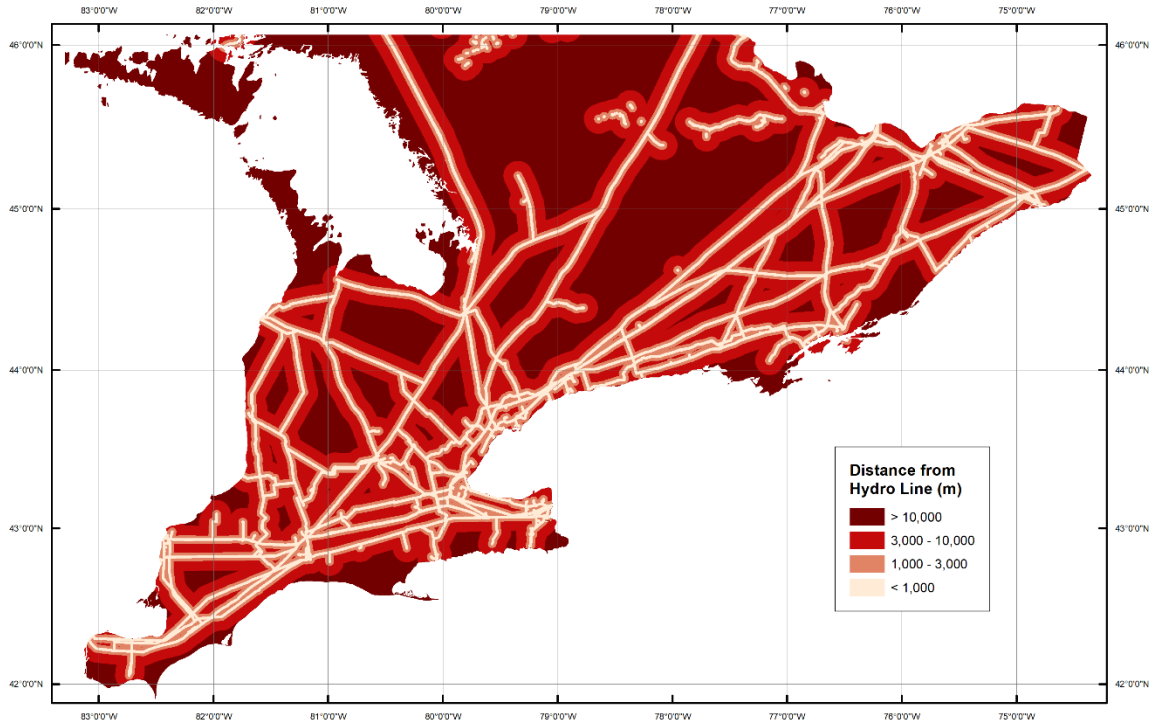 83°0'0"W 82°0'0"W 81°0'0"W 80°0'0"W 79°0'0"W 78°0'0"W 77°0'0"W 76°0'0"W 75°0'0"W
46°0'0"N 46°0'0"N
45°0'0"N 45°0'0"N
44°0'0"N 44°0'0"N
Distance from
Hydro Line (m)
> 10,000
3,000 - 10,000
1,000 - 3,000
< 1,000
43°0'0"N 43°0'0"N
42°0'0"N 42°0'0"N
83°0'0"W 82°0'0"W 81°0'0"W 80°0'0"W 79°0'0"W 78°0'0"W 77°0'0"W 76°0'0"W 75°0'0"W